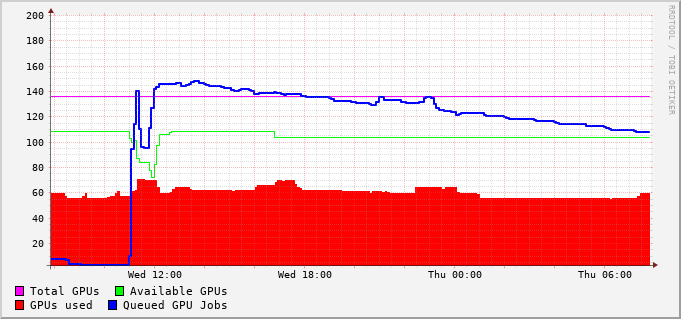 200
180
160
140
120
100
80
60
40
20
Wed 12:00 Wed 18:00 Thu 00:00 Thu 06:00
Total GPUs Available GPUs
GPUs used Queued GPU Jobs
RRDTOOL / TOBI OETIKER